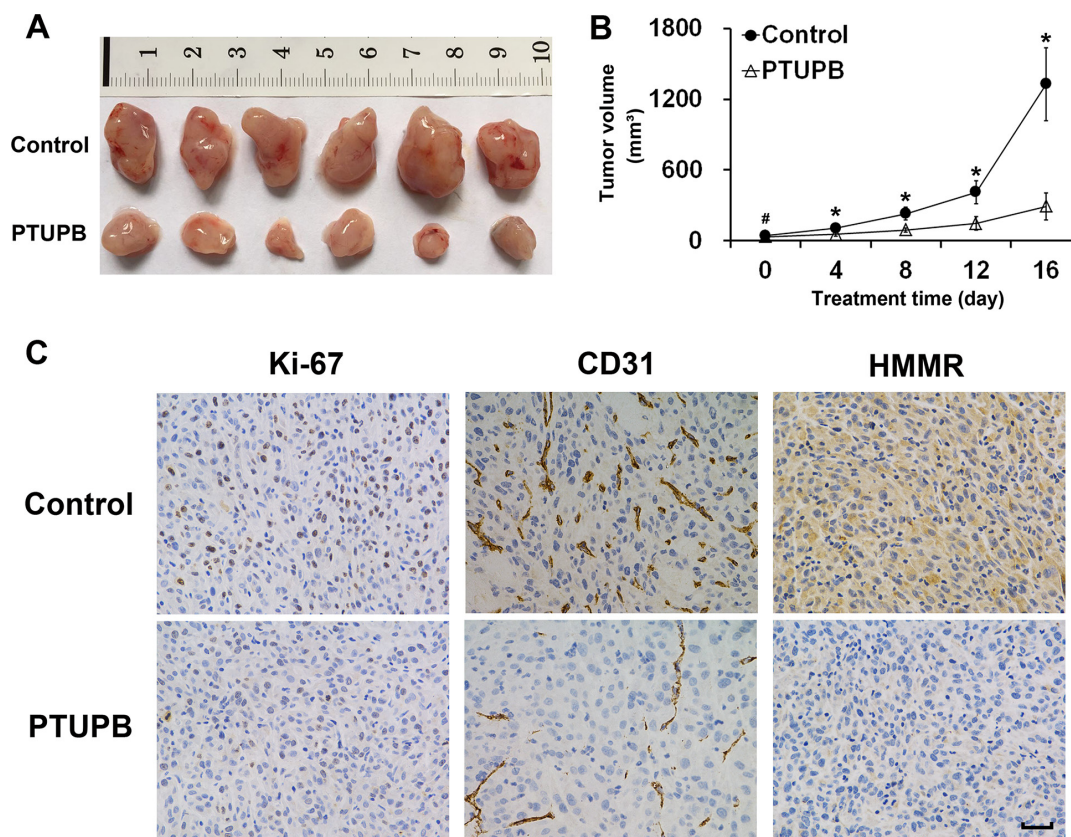 A
1 2 3 4 5 6 7 8 9 10
Control
PTUPB
B
1800
1200
600
0
Tumor volume
(mm³)
Control
PTUPB
#
*
*
*
*
0 4 8 12 16
Treatment time (day)
C
Ki-67 CD31 HMMR
Control
PTUPB